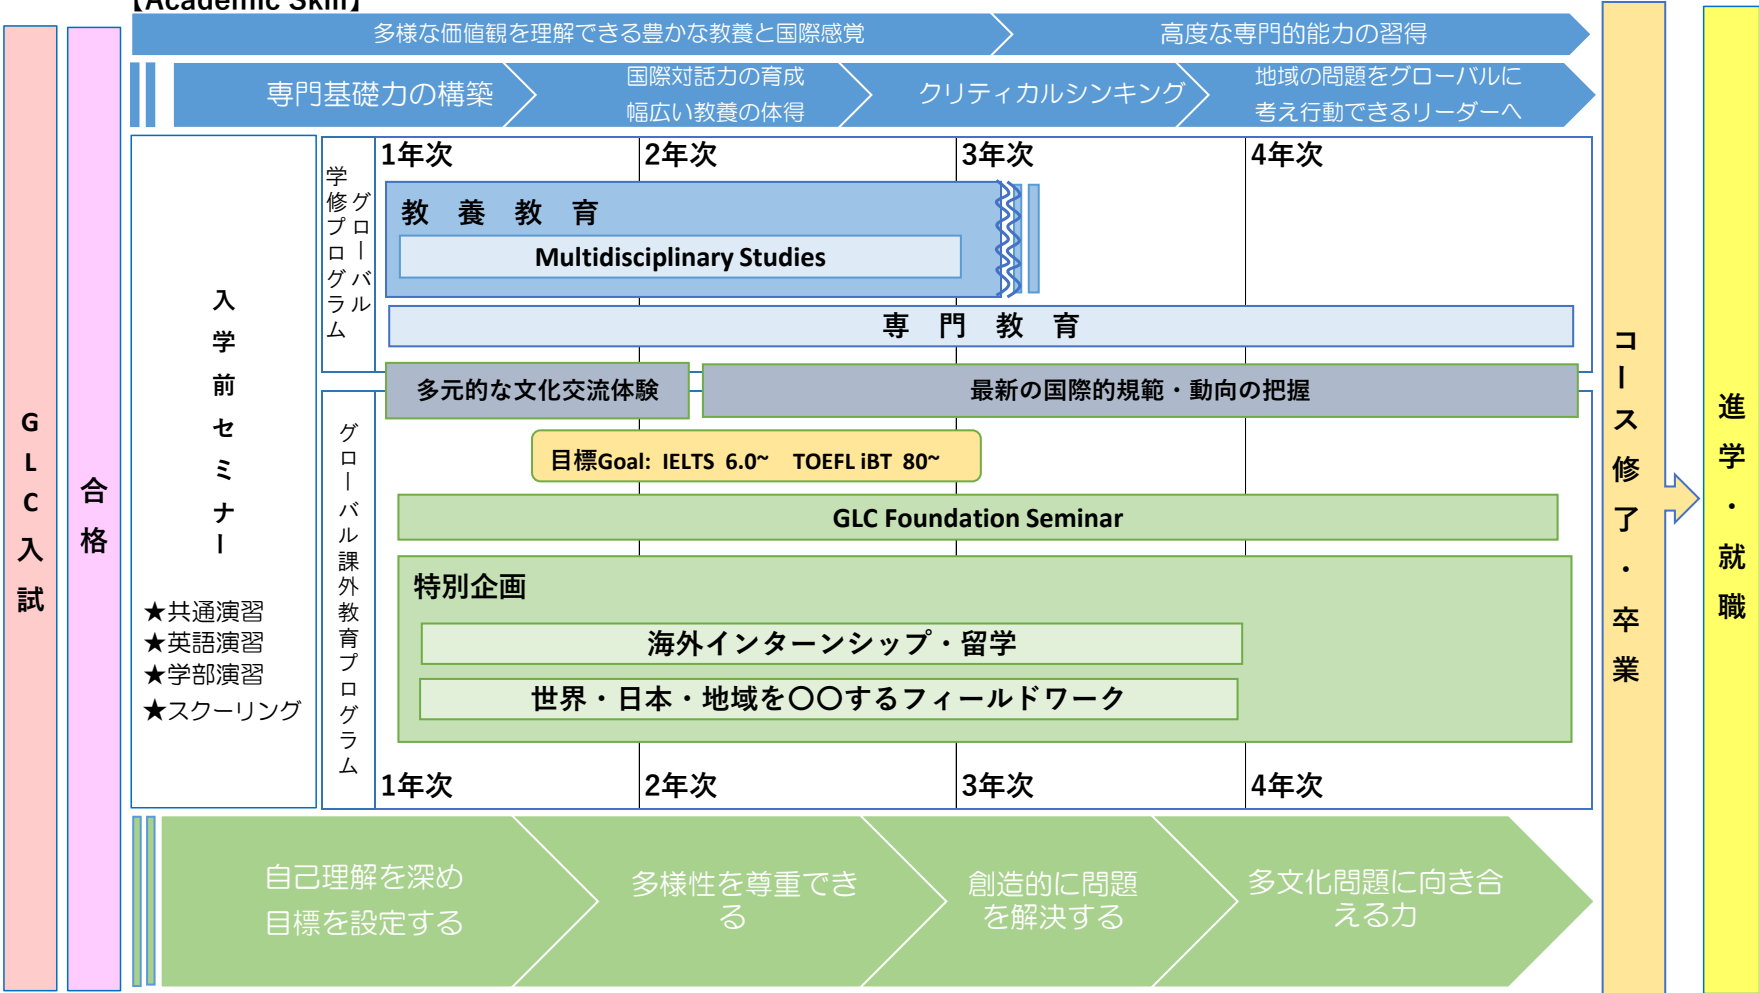 【Academic Skill】
多様な価値観を理解できる豊かな教養と国際感覚
高度な専門的能力の習得
専門基礎力の構築
国際対話力の育成
幅広い教養の体得
クリティカルシンキング
地域の問題をグローバルに
考え行動できるリーダーへ
GLC入試
合格
入学前セミナー
★共通演習
★英語演習
★学部演習
★スクーリング
グローバル
学修プログラム
1年次
2年次
3年次
4年次
教 養 教 育
Multidisciplinary Studies
専 門 教 育
グローバル課外教育プログラム
多元的な文化交流体験
最新の国際的規範・動向の把握
目標Goal: IELTS 6.0~ TOEFL iBT 80~
GLC Foundation Seminar
特別企画
海外インターンシップ・留学
世界・日本・地域を〇〇するフィールドワーク
1年次
2年次
3年次
4年次
自己理解を深め
目標を設定する
多様性を尊重でき
る
創造的に問題
を解決する
多文化問題に向き合
える力
コース修了・卒業
進学・就職